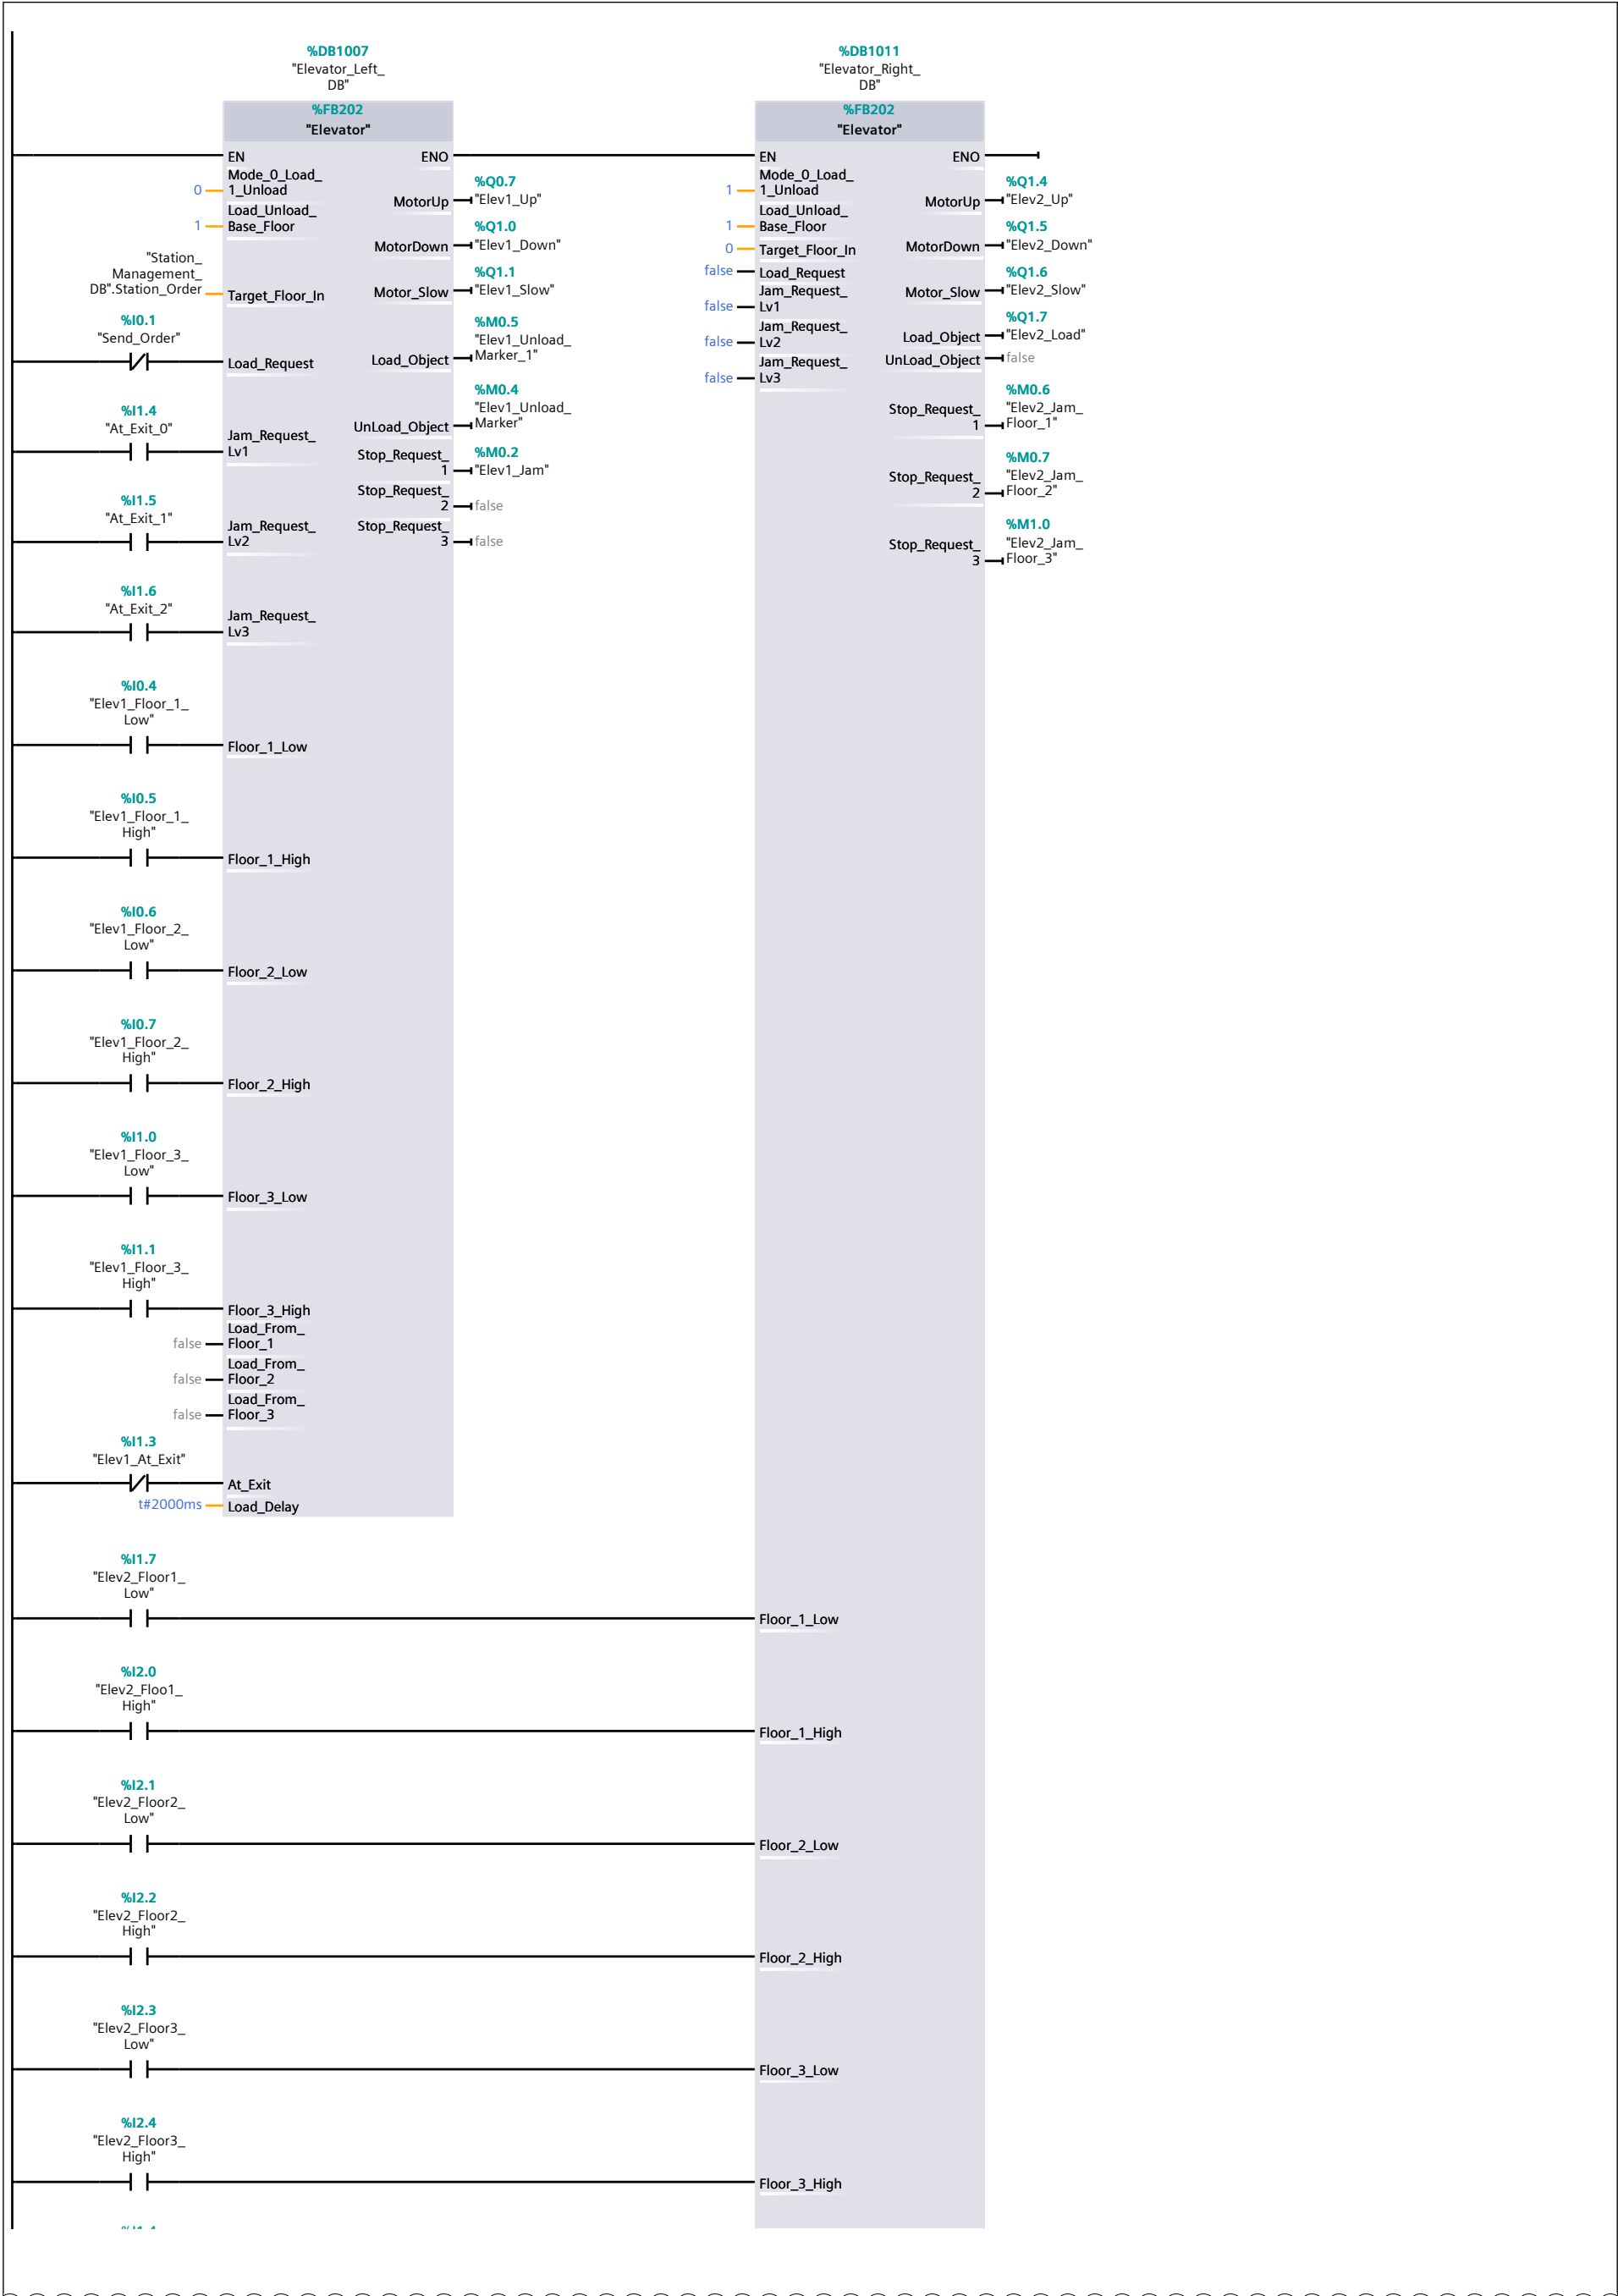 %DB1007
"Elevator_Left_
DB"
%FB202
"Elevator"
EN
ENO
0
Mode_0_Load_
1_Unload
1
Load_Unload_
Base_Floor
"Station_
Management_
DB".Station_Order
Target_Floor_In
%I0.1
"Send_Order"
Load_Request
%I1.4
"At_Exit_0"
Jam_Request_
Lv1
%I1.5
"At_Exit_1"
Jam_Request_
Lv2
%I1.6
"At_Exit_2"
Jam_Request_
Lv3
%I0.4
"Elev1_Floor_1_
Low"
Floor_1_Low
%I0.5
"Elev1_Floor_1_
High"
Floor_1_High
%I0.6
"Elev1_Floor_2_
Low"
Floor_2_Low
%I0.7
"Elev1_Floor_2_
High"
Floor_2_High
%I1.0
"Elev1_Floor_3_
Low"
Floor_3_Low
%I1.1
"Elev1_Floor_3_
High"
Floor_3_High
false
Load_From_
Floor_1
false
Load_From_
Floor_2
false
Load_From_
Floor_3
%I1.3
"Elev1_At_Exit"
At_Exit
t#2000ms
Load_Delay
MotorUp
%Q0.7
"Elev1_Up"
MotorDown
%Q1.0
"Elev1_Down"
Motor_Slow
%Q1.1
"Elev1_Slow"
Load_Object
%M0.5
"Elev1_Unload_
Marker_1"
UnLoad_Object
%M0.4
"Elev1_Unload_
Marker"
Stop_Request_
1
%M0.2
"Elev1_Jam"
Stop_Request_
2
false
Stop_Request_
3
false
%DB1011
"Elevator_Right_
DB"
%FB202
"Elevator"
EN
ENO
1
Mode_0_Load_
1_Unload
1
Load_Unload_
Base_Floor
0
Target_Floor_In
false
Load_Request
false
Jam_Request_
Lv1
false
Jam_Request_
Lv2
false
Jam_Request_
Lv3
MotorUp
%Q1.4
"Elev2_Up"
MotorDown
%Q1.5
"Elev2_Down"
Motor_Slow
%Q1.6
"Elev2_Slow"
Load_Object
%Q1.7
"Elev2_Load"
UnLoad_Object
false
Stop_Request_
1
%M0.6
"Elev2_Jam_
Floor_1"
Stop_Request_
2
%M0.7
"Elev2_Jam_
Floor_2"
Stop_Request_
3
%M1.0
"Elev2_Jam_
Floor_3"
%I1.7
"Elev2_Floor1_
Low"
Floor_1_Low
%I2.0
"Elev2_Floo1_
High"
Floor_1_High
%I2.1
"Elev2_Floor2_
Low"
Floor_2_Low
%I2.2
"Elev2_Floor2_
High"
Floor_2_High
%I2.3
"Elev2_Floor3_
Low"
Floor_3_Low
%I2.4
"Elev2_Floor3_
High"
Floor_3_High